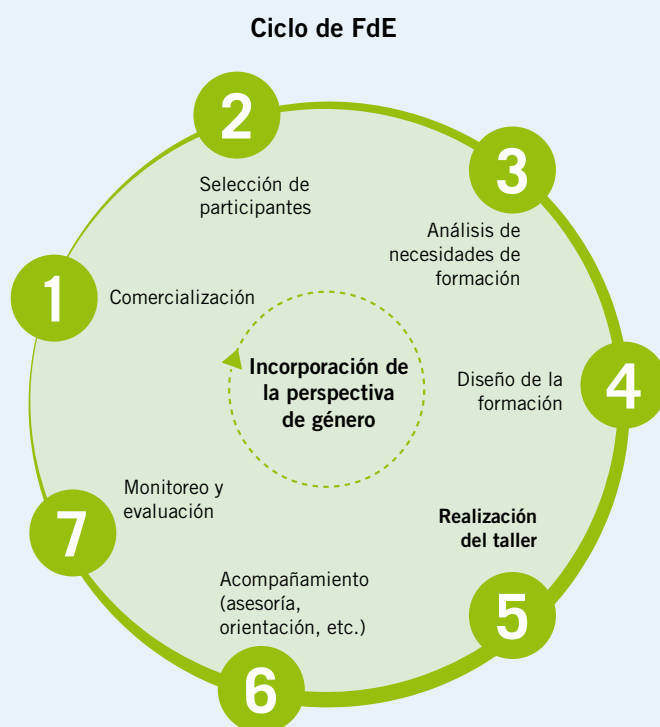 Ciclo de FdE
1
Comercialización
2
Selección de
participantes
3
Análisis de
necesidades de
formación
4
Diseño de la
formación
5
Realización
del taller
6
Acompañamiento
(asesoría,
orientación, etc.)
7
Monitoreo y
evaluación
Incorporación de
la perspectiva
de género